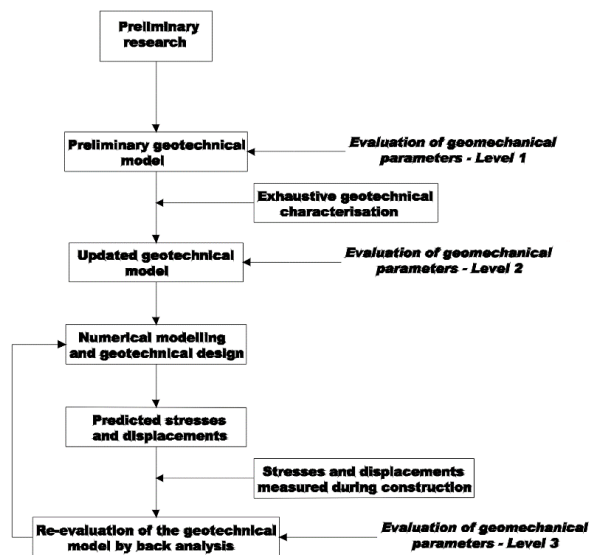 Preliminary
research
Preliminary geotechnical
model
Evaluation of geomechanical
parameters - Level 1
Exhaustive geotechnical
characterisation
Updated geotechnical
model
Evaluation of geomechanical
parameters - Level 2
Numerical modelling
and geotechnical design
Predicted stresses
and displacements
Stresses and displacements
measured during construction
Re-evaluation of the geotechnical
model by back analysis
Evaluation of geomechanical
parameters - Level 3